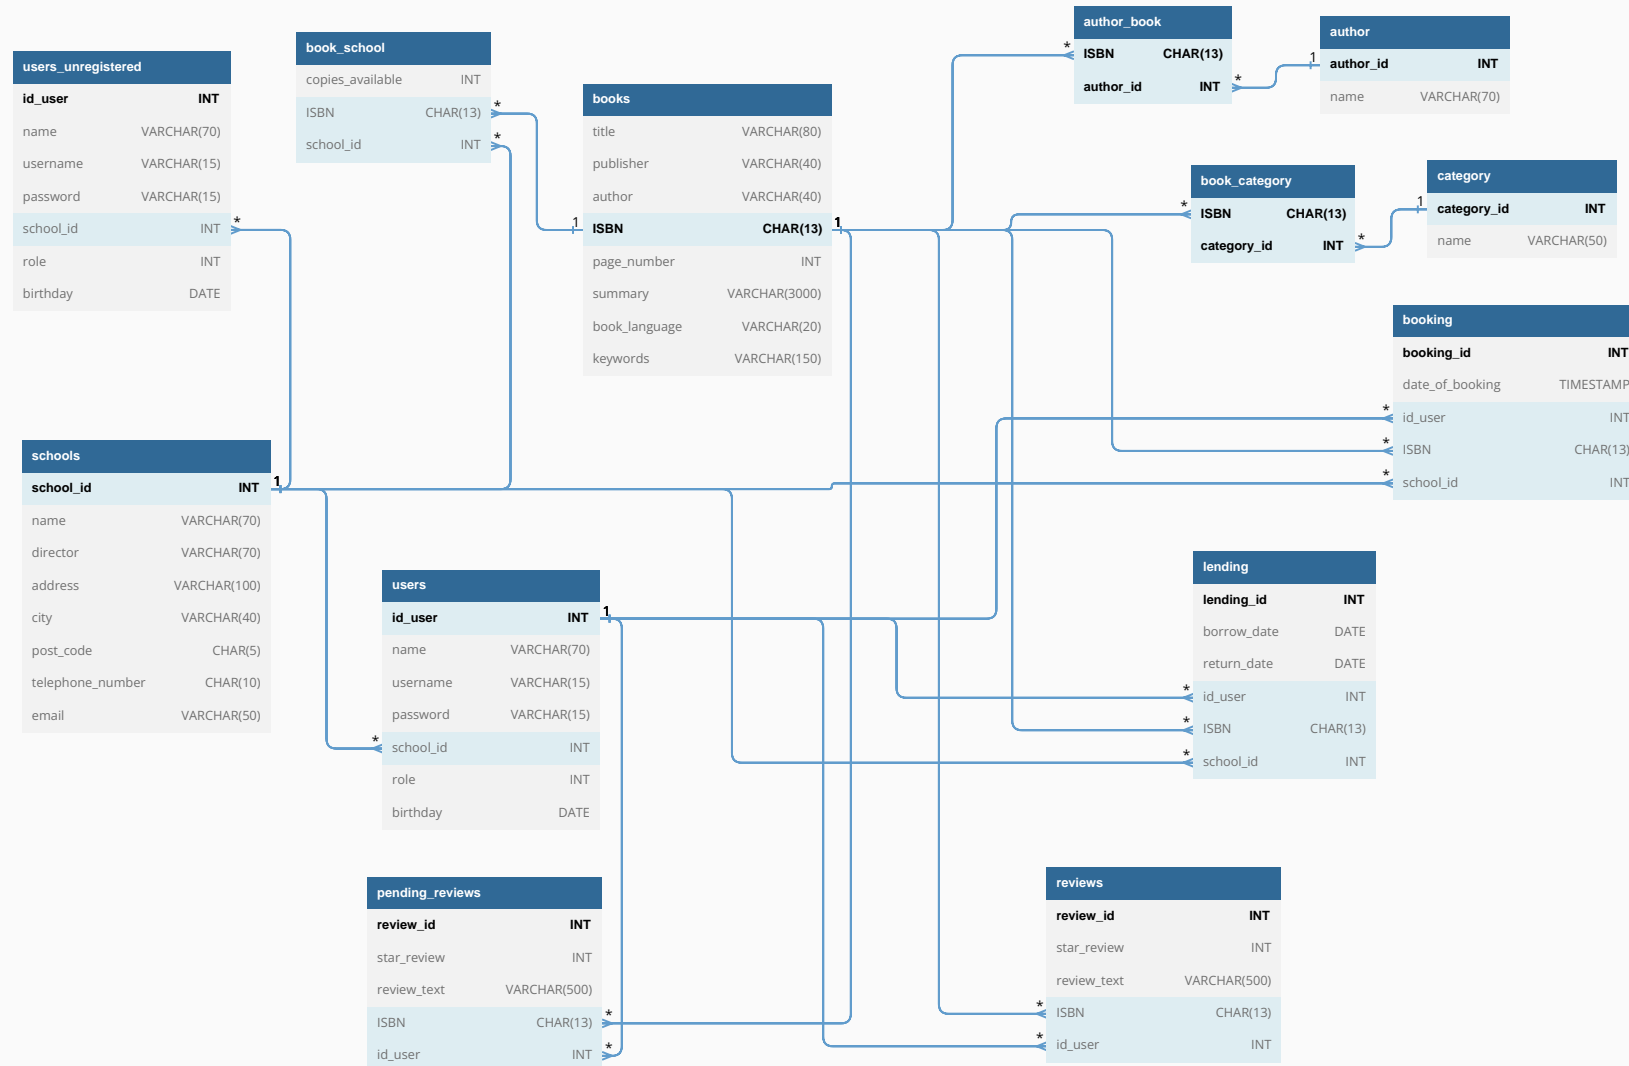 users_unregistered
id_user INT
name VARCHAR(70)
username VARCHAR(15)
password VARCHAR(15)
school_id INT *
role INT
birthday DATE
book_school
copies_available INT
ISBN CHAR(13) *
school_id INT *
books
title VARCHAR(80)
publisher VARCHAR(40)
author VARCHAR(40)
1 ISBN CHAR(13) 1
page_number INT
summary VARCHAR(3000)
book_language VARCHAR(20)
keywords VARCHAR(150)
author_book
* ISBN CHAR(13)
author_id INT *
author
1 author_id INT
name VARCHAR(70)
book_category
* ISBN CHAR(13)
category_id INT *
category
1 category_id INT
name VARCHAR(50)
booking
booking_id INT
date_of_booking TIMESTAMP
* id_user INT
* ISBN CHAR(13)
* school_id INT
schools
school_id INT 1
name VARCHAR(70)
director VARCHAR(70)
address VARCHAR(100)
city VARCHAR(40)
post_code CHAR(5)
telephone_number CHAR(10)
email VARCHAR(50)
users
id_user INT 1
name VARCHAR(70)
username VARCHAR(15)
password VARCHAR(15)
* school_id INT
role INT
birthday DATE
lending
lending_id INT
borrow_date DATE
return_date DATE
* id_user INT
* ISBN CHAR(13)
* school_id INT
pending_reviews
review_id INT
star_review INT
review_text VARCHAR(500)
ISBN CHAR(13) *
id_user INT *
reviews
review_id INT
star_review INT
review_text VARCHAR(500)
* ISBN CHAR(13)
* id_user INT